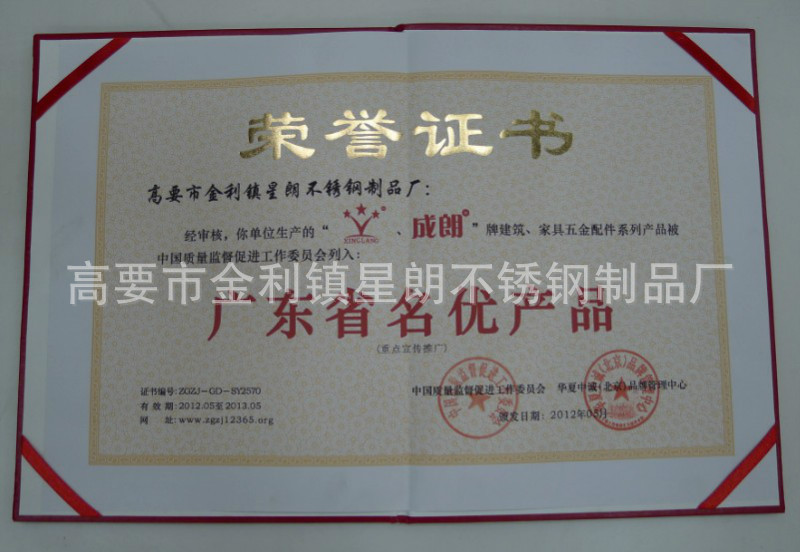 荣誉证书
高要市金利镇星朗不锈钢制品厂：
经审核，你单位生产的“ XINGLANG 、成朗 ”牌建筑、家具五金配件系列产品被
中国质量监督促进工作委员会列入：
高要市金利镇星朗不锈钢制品厂
广东省名优产品
(重点宣传推广)
证书编号: ZGZJ-GD-SY2570
有 效 期: 2012.05至2013.05
网 址: www.zgzj12365.org
中国质量监督促进工作委员会 华夏中诚(北京)品牌管理中心
颁发日期: 2012年05月